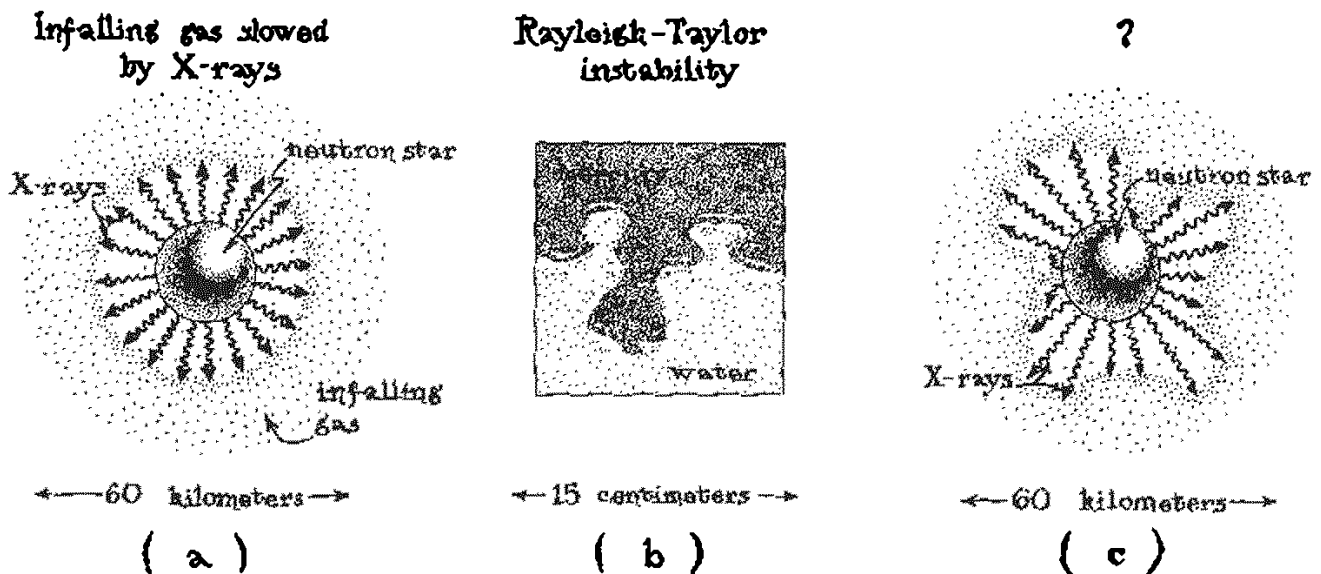 Infalling gas slowed
by X-rays
Rayleigh-Taylor
instability
?
neutron star
X-rays
infalling
gas
water
neutron star
X-rays
60 kilometers
15 centimeters
60 kilometers
(a)
(b)
(c)